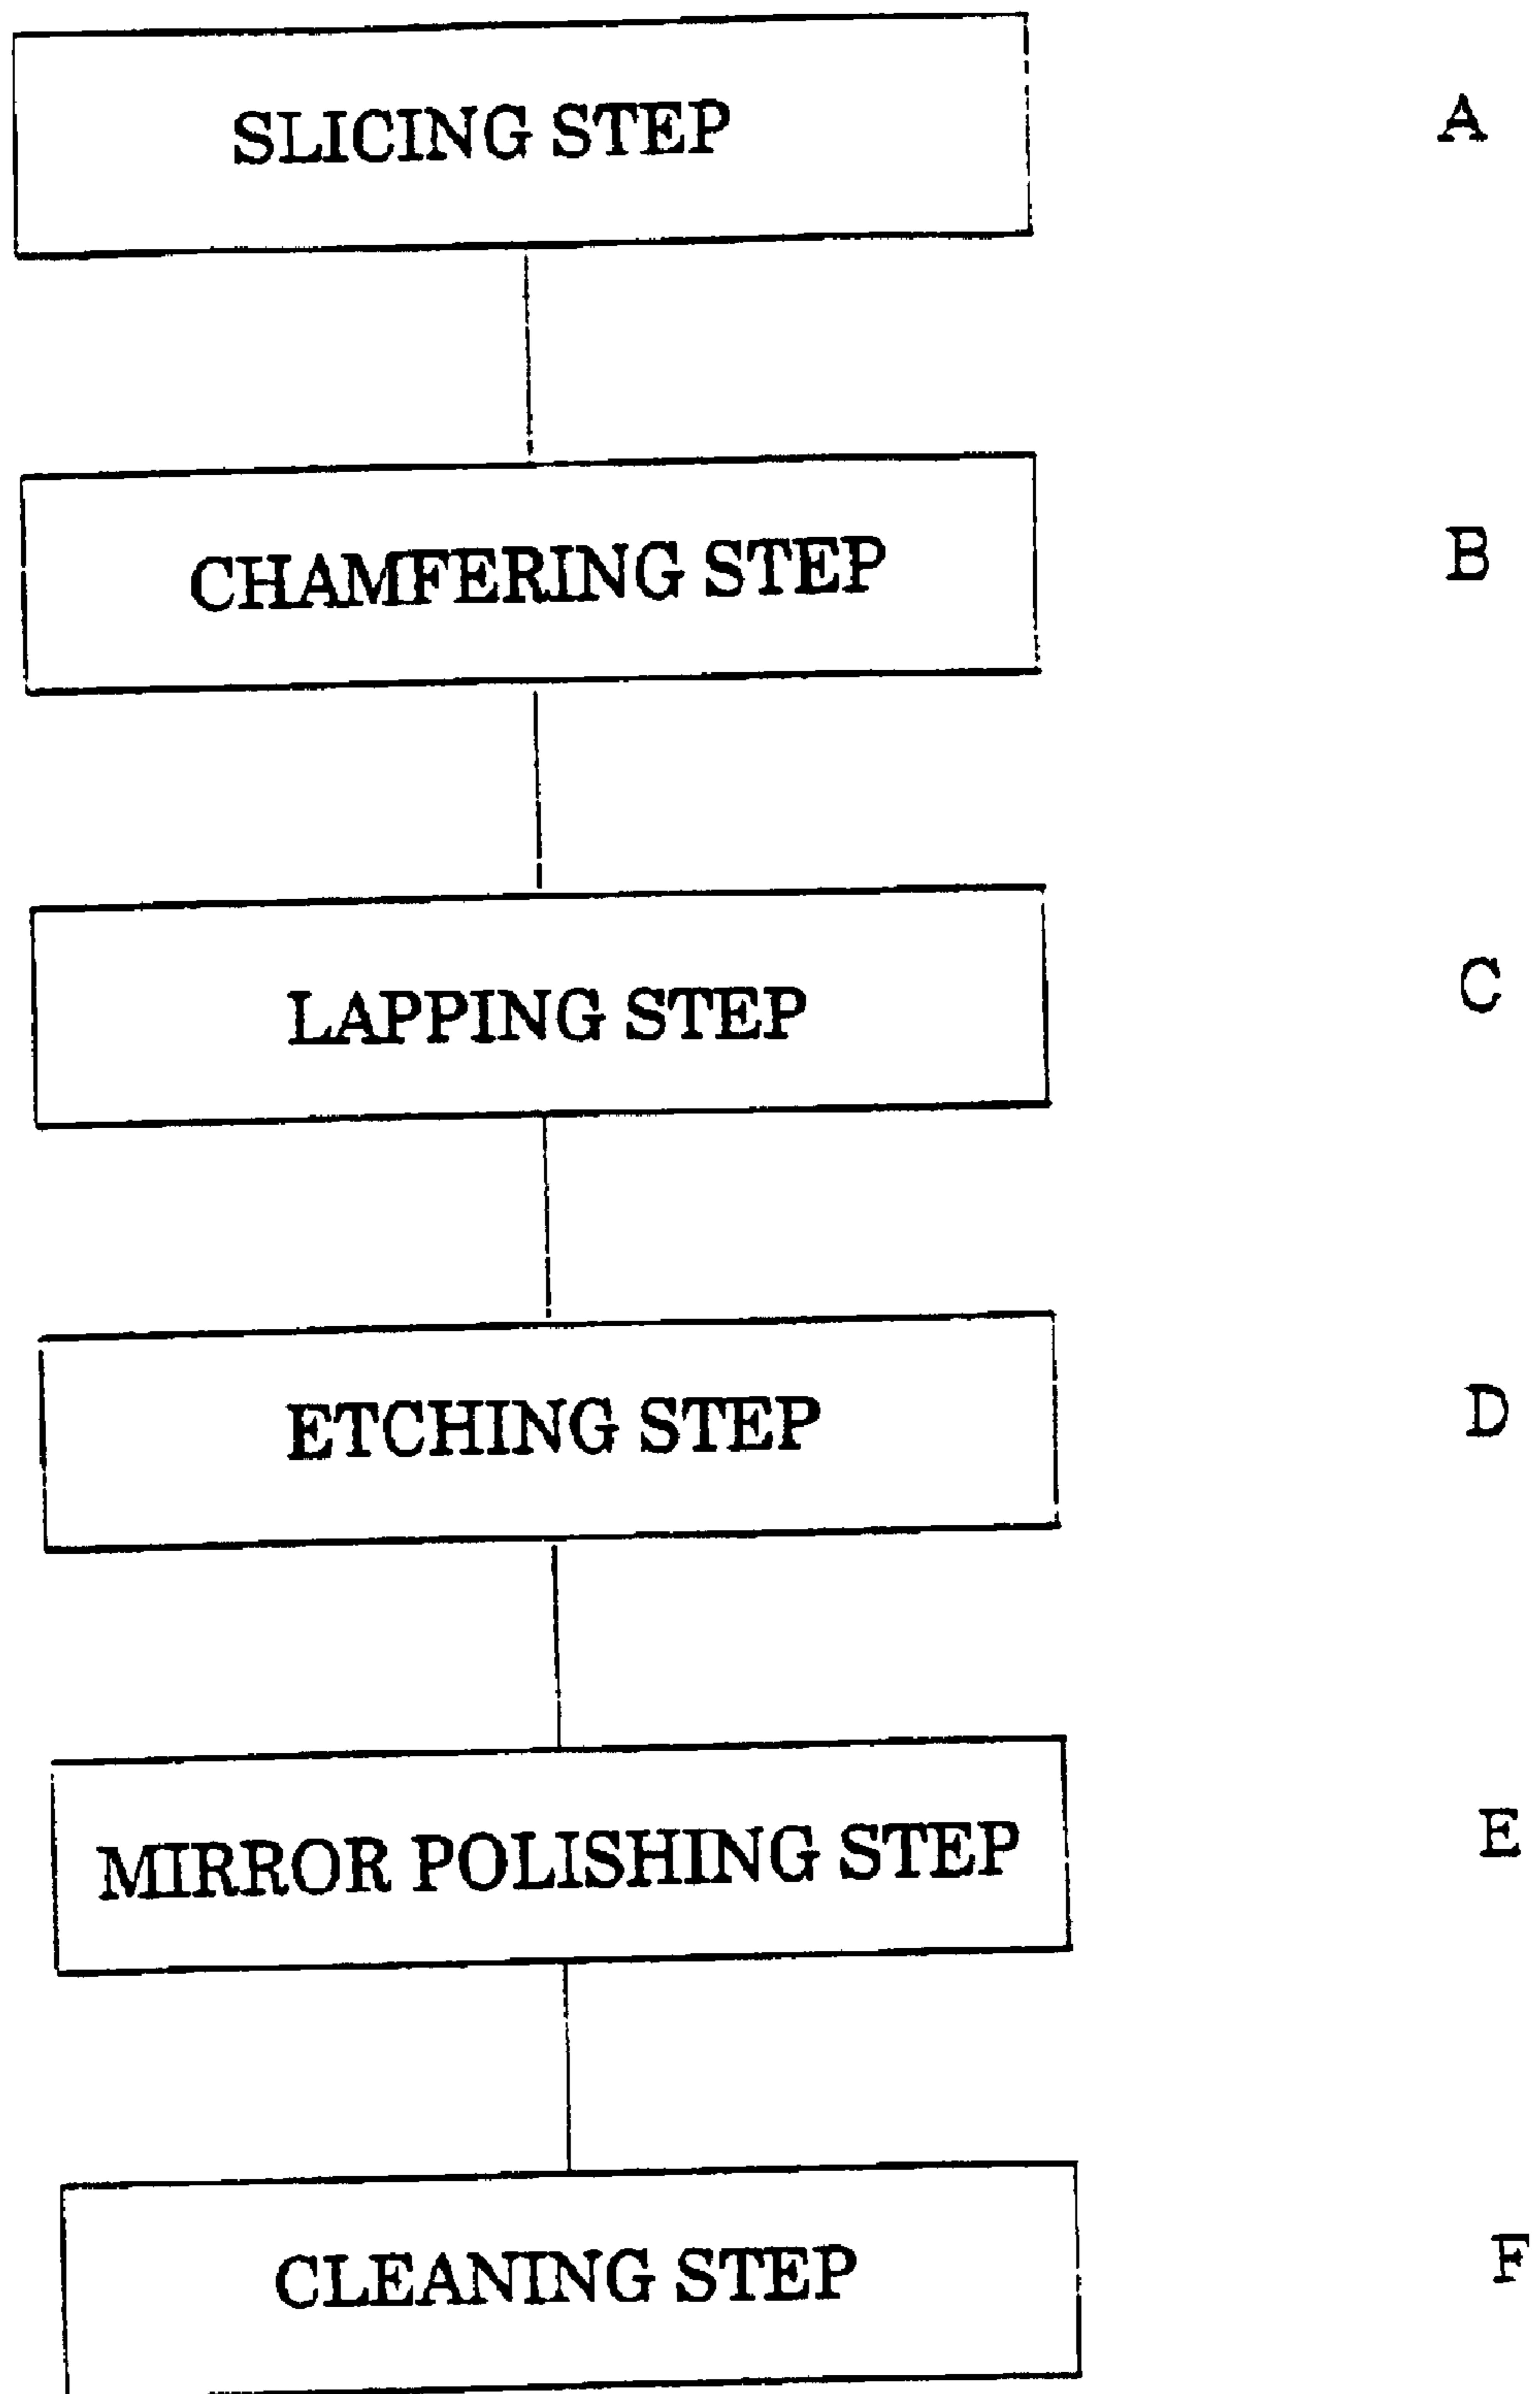 SLICING STEP A
CHAMFERING STEP B
LAPPING STEP C
ETCHING STEP D
MIRROR POLISHING STEP E
CLEANING STEP F